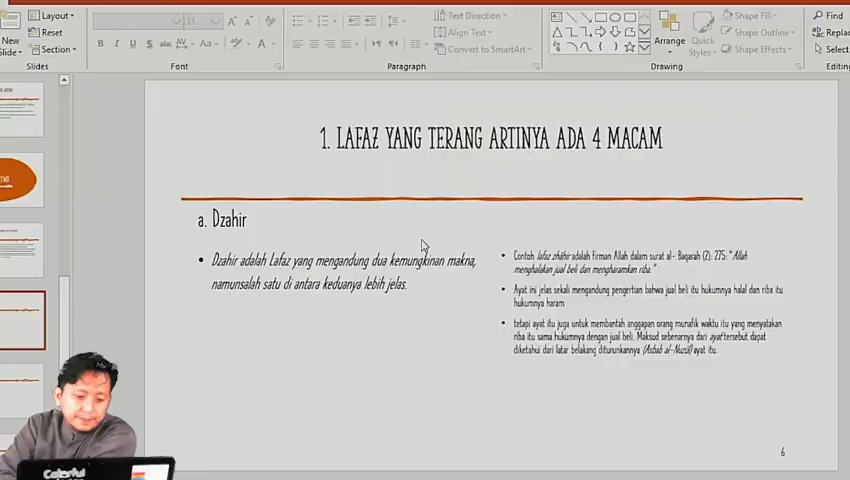 Layout
Reset
Section
New
Slide
Slides
33
B I U S
Font
Text Direction
Align Text
Convert to SmartArt
Paragraph
Arrange
Quick
Styles
Shape Fill
Shape Outline
Shape Effects
Drawing
Find
Replac
Select
Editing
1. LAFAZ YANG TERANG ARTINYA ADA 4 MACAM
a. Dzahir
• Dzahir adalah Lafaz yang mengandung dua kemungkinan makna,
namunsalah satu di antara keduanya lebih jelas.
• Contoh lafaz zhāhir adalah firman Allah dalam surat al- Baqarah (2): 275: "Allah
menghalakan jual beli dan mengharamkan riba."
• Ayat ini jelas sekali mengandung pengertian bahwa jual beli itu hukumnya halal dan riba itu
hukumnya haram
• tetapi ayat itu juga untuk membantah anggapan orang munafik waktu itu yang menyatakan
riba itu sama hukumnya dengan jual beli. Maksud sebenarnya dari ayat tersebut dapat
diketahui dari latar belakang diturunkannya (Asbab al-Nuzūl) ayat itu.
6
Colorful